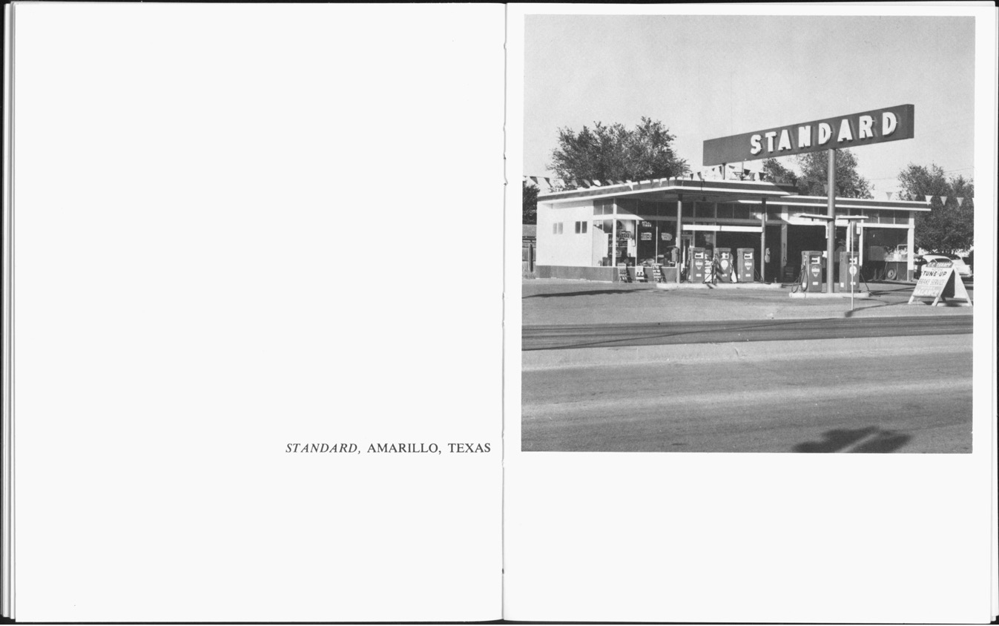 STANDARD, AMARILLO, TEXAS
STANDARD
TUNE-UP